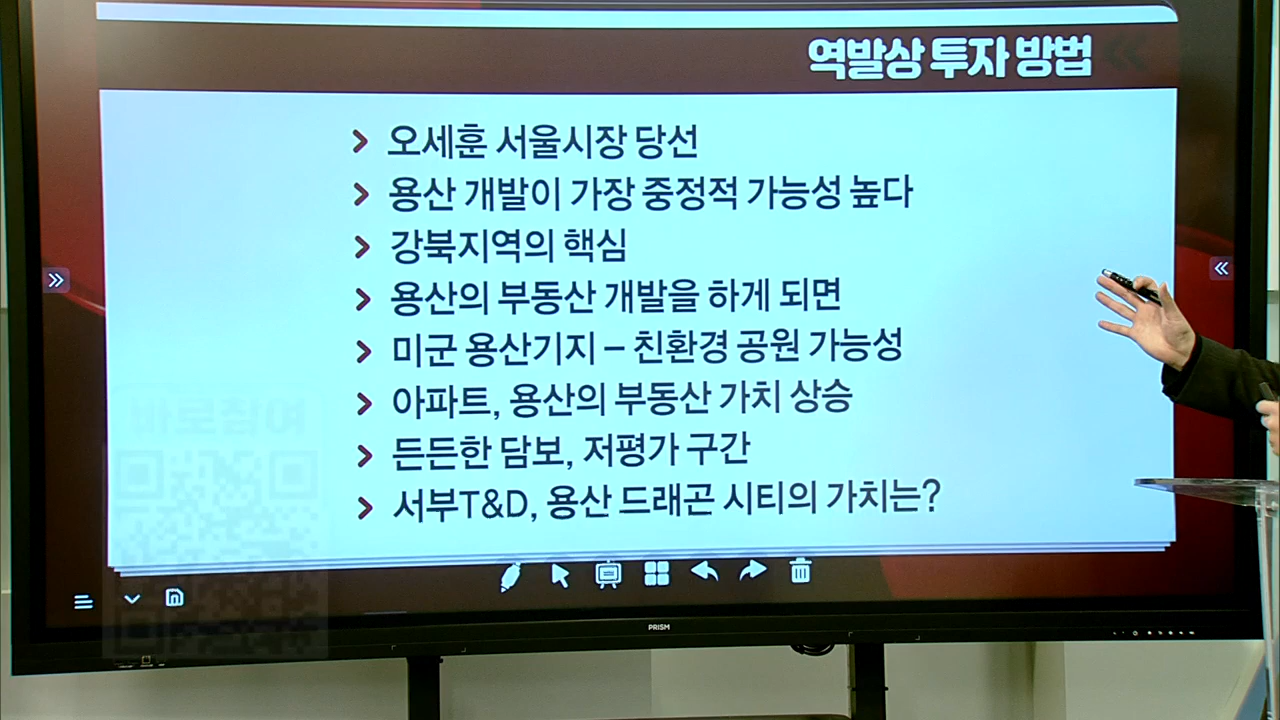 역발상 투자 방법
오세훈 서울시장 당선
용산 개발이 가장 중정적 가능성 높다
강북지역의 핵심
용산의 부동산 개발을 하게 되면
미군 용산기지 – 친환경 공원 가능성
아파트, 용산의 부동산 가치 상승
든든한 담보, 저평가 구간
서부T&D, 용산 드래곤 시티의 가치는?
바로참여
PRISM